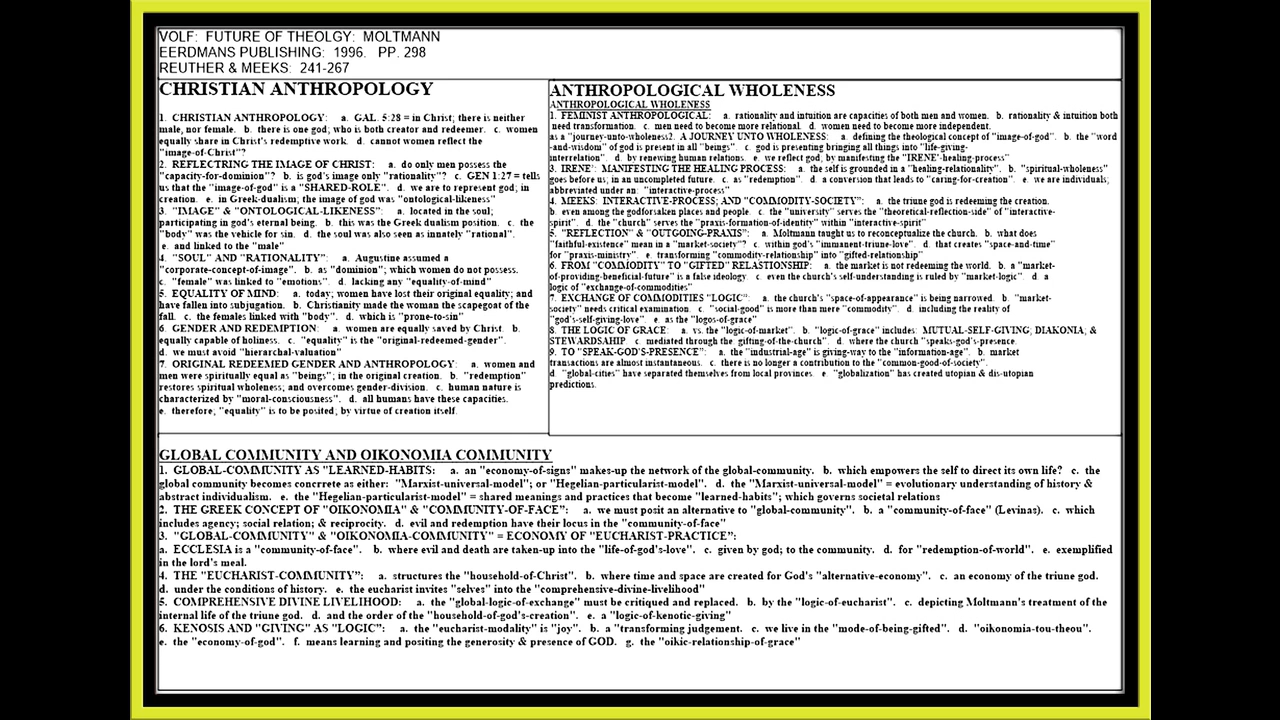 VOLF: FUTURE OF THEOLGY: MOLTMANN
EERDMANS PUBLISHING: 1996. PP. 298
REUTHER & MEEKS: 241-267
CHRISTIAN ANTHROPOLOGY
1. CHRISTIAN ANTHROPOLOGY: a. GAL. 5:28 = in Christ; there is neither
male, nor female. b. there is one god; who is both creator and redeemer. c. women
equally share in Christ's redemptive work. d. cannot women reflect the
"image-of-Christ"?
2. REFLECTRING THE IMAGE OF CHRIST: a. do only men possess the
"capacity-for-dominion"? b. is god's image only "rationality"? c. GEN 1:27 = tells
us that the "image-of-god" is a "SHARED-ROLE". d. we are to represent god; in
creation. e. in Greek-dualism; the image of god was "ontological-likeness"
3. "IMAGE" & "ONTOLOGICAL-LIKENESS": a. located in the soul;
participating in god's eternal being. b. this was the Greek dualism position. c. the
"body" was the vehicle for sin. d. the soul was also seen as innately "rational".
e. and linked to the "male"
4. "SOUL" AND "RATIONALITY": a. Augustine assumed a
"corporate-concept-of-image". b. as "dominion"; which women do not possess.
c. "female" was linked to "emotions". d. lacking any "equality-of-mind"
5. EQUALITY OF MIND: a. today; women have lost their original equality; and
have fallen into subjungation. b. Christianity made the woman the scapegoat of the
fall. c. the females linked with "body". d. which is "prone-to-sin"
6. GENDER AND REDEMPTION: a. women are equally saved by Christ. b.
equally capable of holiness. c. "equality" is the "original-redeemed-gender".
d. we must avoid "hierarchal-valuation"
7. ORIGINAL REDEEMED GENDER AND ANTHROPOLOGY: a. women and
men were spiritually equal as "beings"; in the original creation. b. "redemption"
restores spiritual wholeness; and overcomes gender-division. c. human nature is
characterized by "moral-consciousness". d. all humans have these capacities.
e. therefore; "equality" is to be posited; by virtue of creation itself.
ANTHROPOLOGICAL WHOLENESS
ANTHROPOLOGICAL WHOLENESS
1. FEMINIST ANTHROPOLOGICAL: a. rationality and intuition are capacities of both men and women. b. rationality & intuition both
need transformation. c. men need to become more relational. d. women need to become more independent.
as a "journey-unto-wholeness2. A JOURNEY UNTO WHOLENESS: a. defining the theological concept of "image-of-god". b. the "word
-and-wisdom" of god is present in all "beings". c. god is presenting bringing all things into "life-giving-
interrelation". d. by renewing human relations. e. we reflect god; by manifesting the "IRENE'-healing-process"
3. IRENE': MANIFESTING THE HEALING PROCESS: a. the self is grounded in a "healing-relationality". b. "spiritual-wholeness"
goes before us; in an uncompleted future. c. as "redemption". d. a conversion that leads to "caring-for-creation". e. we are individuals;
abbreviated under an: "interactive-process"
4. MEEKS: INTERACTIVE-PROCESS; AND "COMMODITY-SOCIETY": a. the triune god is redeeming the creation.
b. even among the godforsaken places and people. c. the "university" serves the "theoretical-reflection-side" of "interactive-
spirit". d. the "church" serves the "praxis-formation-of-identity" within "interactive-spirit"
5. "REFLECTION" & "OUTGOING-PRAXIS": a. Moltmann taught us to reconceptualize the church. b. what does
"faithful-existence" mean in a "market-society"? c. within god's "immanent-triune-love". d. that creates "space-and-time"
for "praxis-ministry". e. transforming "commodity-relationship" into "gifted-relationship"
6. FROM "COMMODITY" TO "GIFTED" RELASTIONSHIP: a. the market is not redeeming the world. b. a "market-
of-providing-beneficial-future" is a false ideology. c. even the church's self-understanding is ruled by "market-logic". d. a
logic of "exchange-of-commodities"
7. EXCHANGE OF COMMODITIES "LOGIC": a. the church's "space-of-appearance" is being narrowed. b. "market-
society" needs critical examination. c. "social-good" is more than mere "commodity". d. including the reality of
"god's-self-giving-love". e. as the "logos-of-grace"
8. THE LOGIC OF GRACE: a. vs. the "logic-of-market". b. "logic-of-grace" includes: MUTUAL-SELF-GIVING; DIAKONIA; &
STEWARDSAHIP. c. mediated through the: gifting-of-the-church". d. where the church "speaks-god's-presence.
9. TO "SPEAK-GOD'S-PRESENCE": a. the "industrial-age" is giving-way to the "information-age". b. market
transactions are almost instantaneous. c. there is no longer a contribution to the "common-good-of-society".
d. "global-cities" have separated themselves from local provinces. e. "globalization" has created utopian & dis-utopian
predictions.
GLOBAL COMMUNITY AND OIKONOMIA COMMUNITY
1. GLOBAL-COMMUNITY AS "LEARNED-HABITS: a. an "economy-of-signs" makes-up the network of the global-community. b. which empowers the self to direct its own life? c. the
global community becomes concrrete as either: "Marxist-universal-model"; or "Hegelian-particularist-model". d. the "Marxist-universal-model" = evolutionary understanding of history &
abstract individualism. e. the "Hegelian-particularist-model" = shared meanings and practices that become "learned-habits"; which governs societal relations
2. THE GREEK CONCEPT OF "OIKONOMIA" & "COMMUNITY-OF-FACE": a. we must posit an alternative to "global-community". b. a "community-of-face" (Levinas). c. which
includes agency; social relation; & reciprocity. d. evil and redemption have their locus in the "community-of-face"
3. "GLOBAL-COMMUNITY" & "OIKONOMIA-COMMUNITY" = ECONOMY OF "EUCHARIST-PRACTICE":
a. ECCLESIA is a "community-of-face". b. where evil and death are taken-up into the "life-of-god's-love". c. given by god; to the community. d. for "redemption-of-world". e. exemplified
in the lord's meal.
4. THE "EUCHARIST-COMMUNITY": a. structures the "household-of-Christ". b. where time and space are created for God's "alternative-economy". c. an economy of the triune god.
d. under the conditions of history. e. the eucharist invites "selves" into the "comprehensive-divine-livelihood"
5. COMPREHENSIVE DIVINE LIVELIHOOD: a. the "global-logic-of-exchange" must be critiqued and replaced. b. by the "logic-of-eucharist". c. depicting Moltmann's treatment of the
internal life of the triune god. d. and the order of the "household-of-god's-creation". e. a "logic-of-kenotic-giving"
6. KENOSIS AND "GIVING" AS "LOGIC": a. the "eucharist-modality" is "joy". b. a "transforming judgement. c. we live in the "mode-of-being-gifted". d. "oikonomia-tou-theou".
e. the "economy-of-god". f. means learning and positing the generosity & presence of GOD. g. the "oikic-relationship-of-grace"